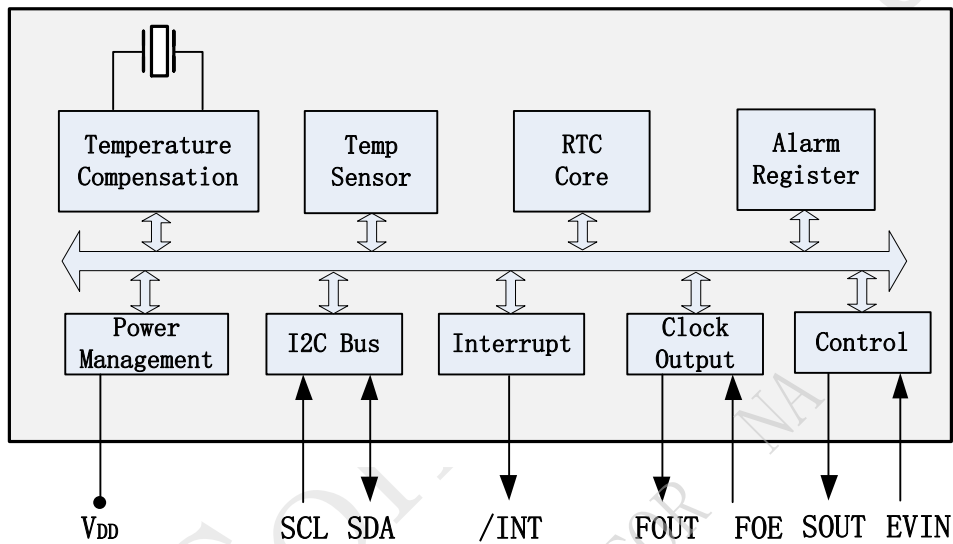 Temperature
Compensation
Temp
Sensor
RTC
Core
Alarm
Register
Power
Management
I2C Bus
Interrupt
Clock
Output
Control
VDD
SCL
SDA
/INT
FOUT
FOE
SOUT
EVIN
NA